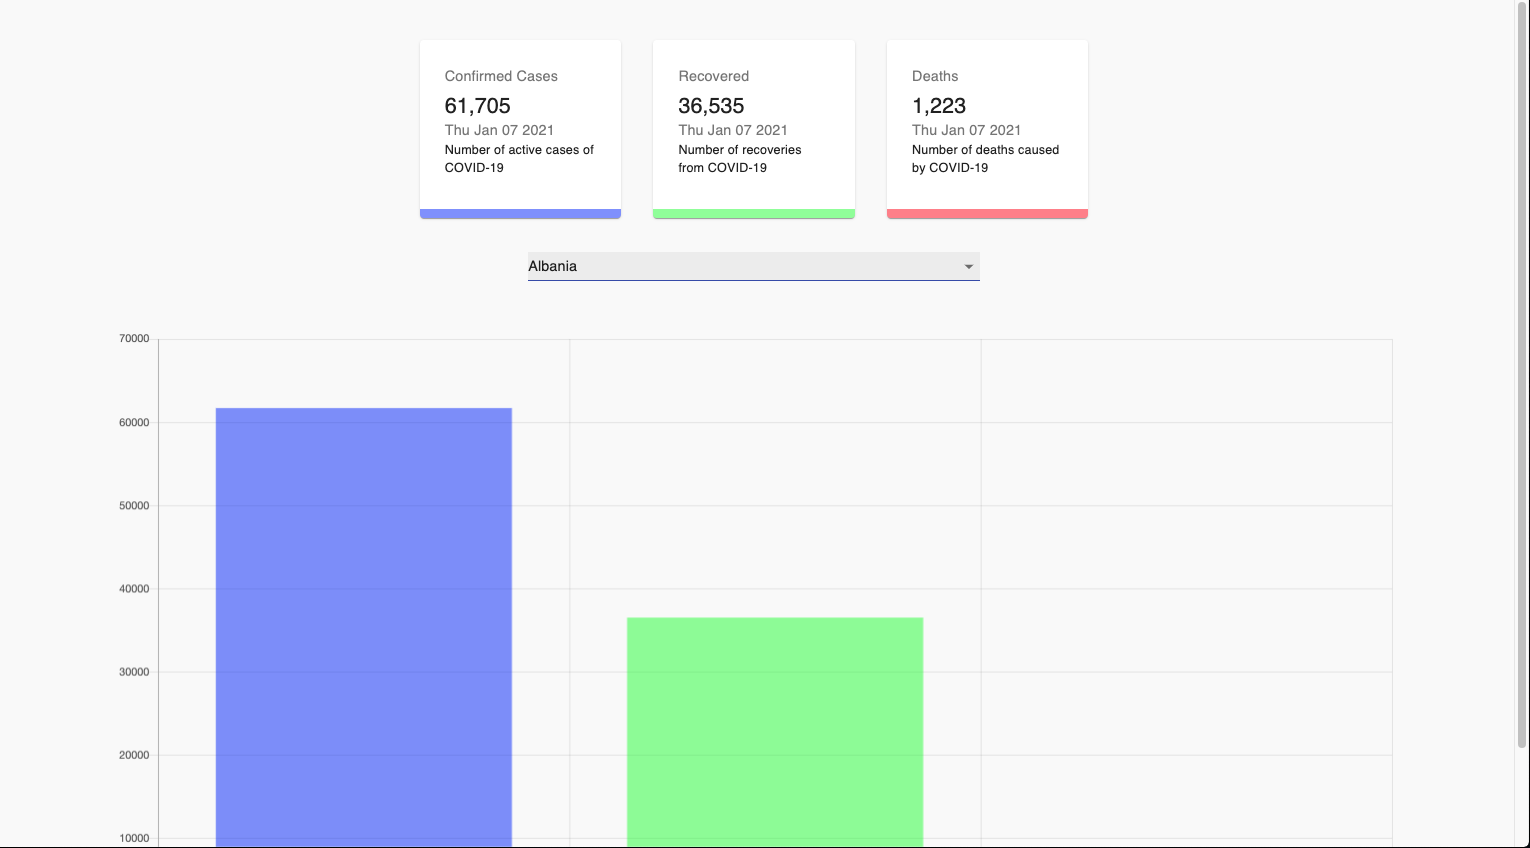 Confirmed Cases
61,705
Thu Jan 07 2021
Number of active cases of
COVID-19
Recovered
36,535
Thu Jan 07 2021
Number of recoveries
from COVID-19
Deaths
1,223
Thu Jan 07 2021
Number of deaths caused
by COVID-19
Albania
70000
60000
50000
40000
30000
20000
10000